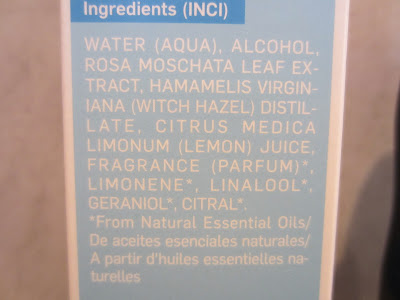 Ingredients (INCI)
WATER (AQUA), ALCOHOL,
ROSA MOSCHATA LEAF EX-
TRACT, HAMAMELIS VIRGIN-
IANA (WITCH HAZEL) DISTIL-
LATE, CITRUS MEDICA
LIMONUM (LEMON) JUICE,
FRAGRANCE (PARFUM)*,
LIMONENE*, LINALOOL*,
GERANIOL*, CITRAL*.
*From Natural Essential Oils/
De aceites esenciales naturales/
A partir d'huiles essentielles na-
turelles